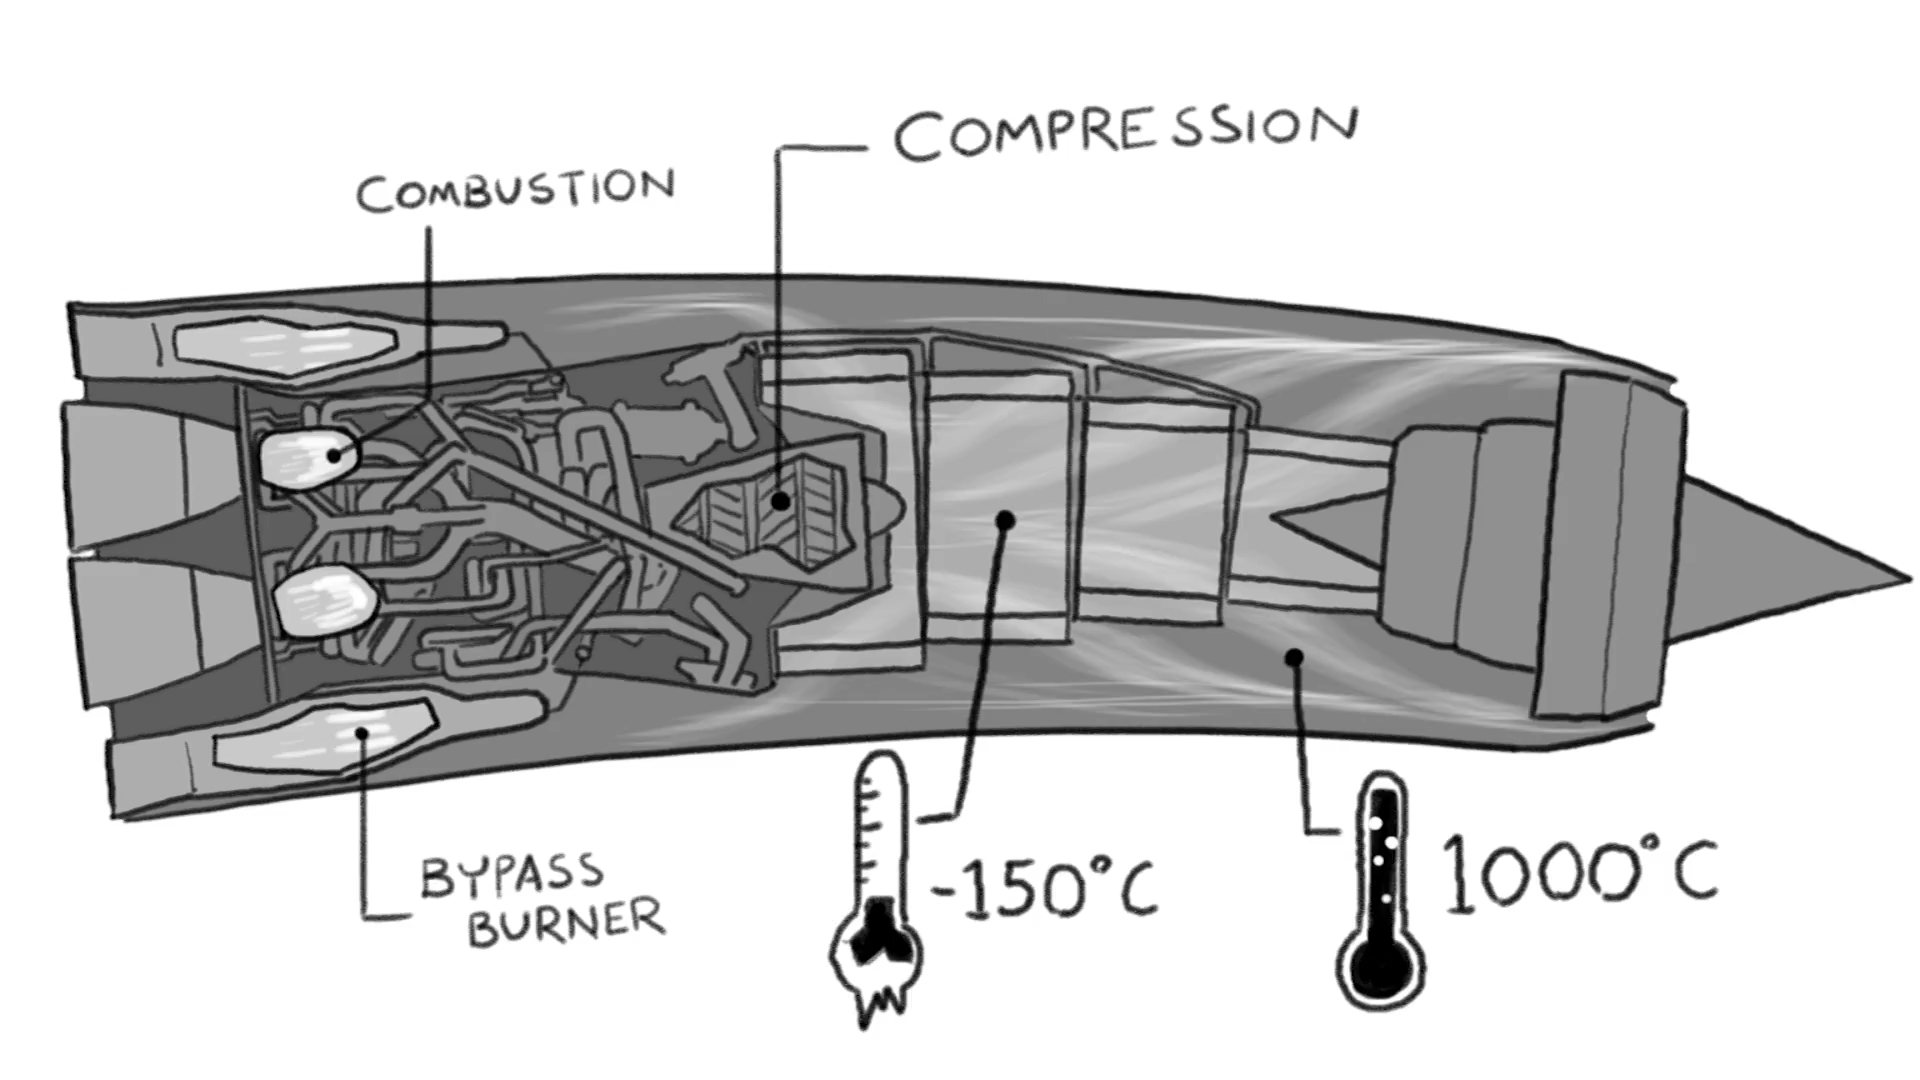 COMPRESSION
COMBUSTION
BYPASS
BURNER
-150°C
1000°C